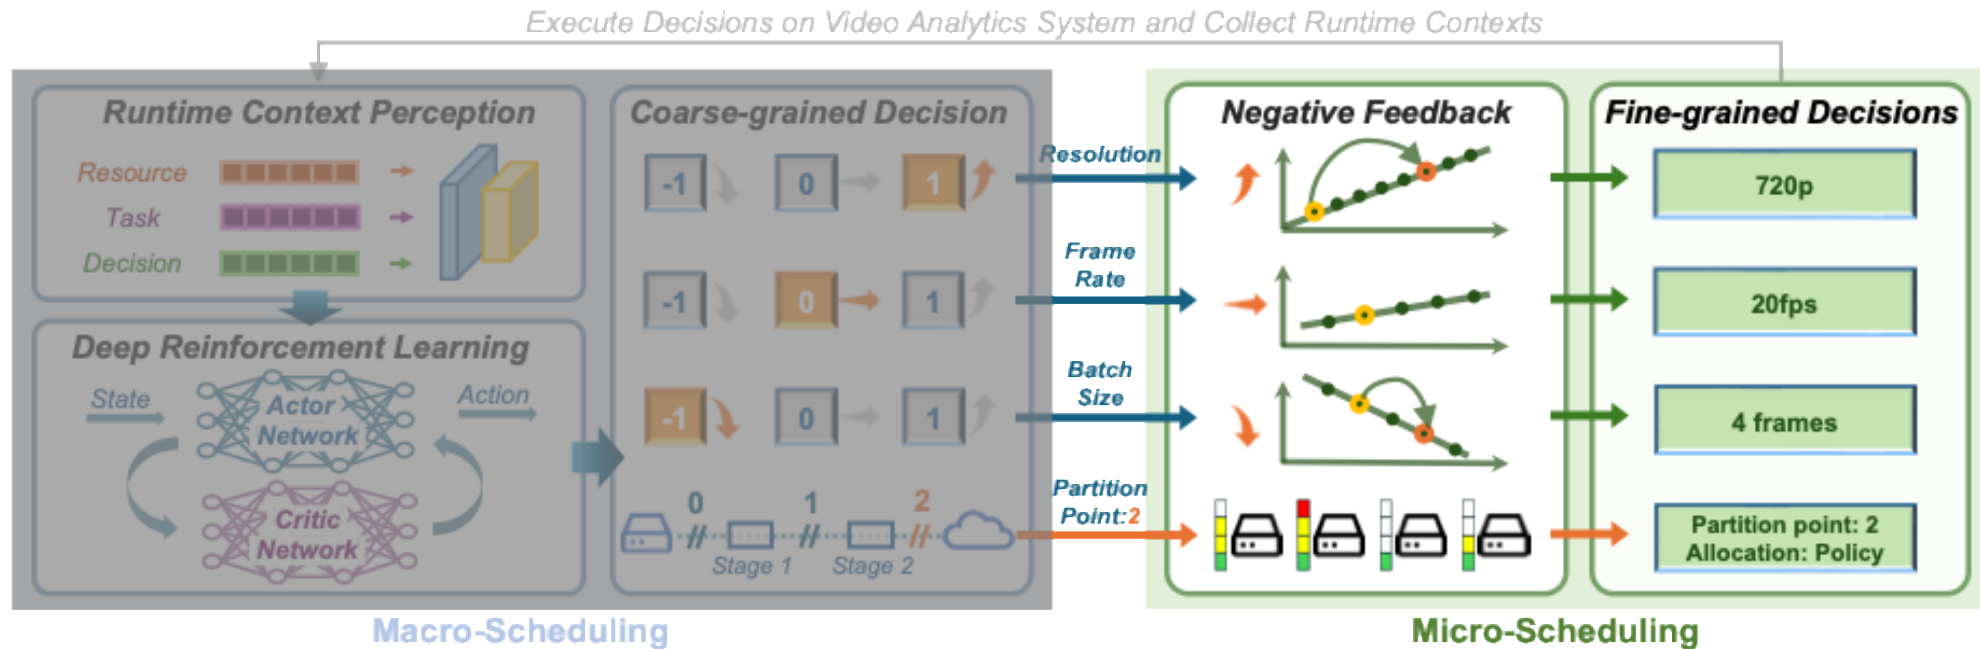 Execute Decisions on Video Analytics System and Collect Runtime Contexts
Runtime Context Perception
Resource
Task
Decision
Deep Reinforcement Learning
State
Action
Actor
Network
Critic
Network
Coarse-grained Decision
-1
0
1
-1
0
1
-1
0
1
0
1
2
Stage 1
Stage 2
Macro-Scheduling
Resolution
Frame
Rate
Batch
Size
Partition
Point:2
Negative Feedback
Fine-grained Decisions
720p
20fps
4 frames
Partition point: 2
Allocation: Policy
Micro-Scheduling